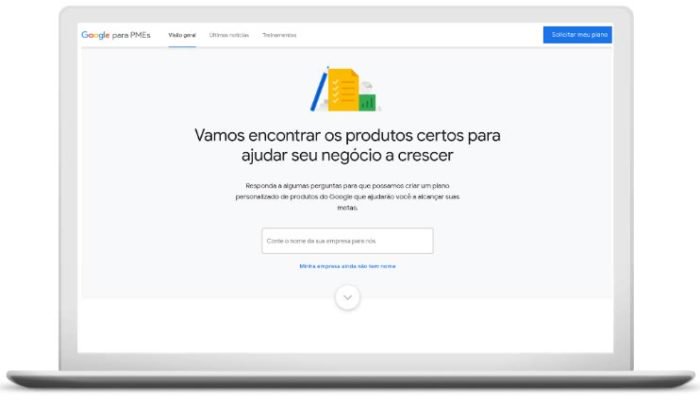 Google para PMEs Visão geral Últimas notícias Treinamentos Solicitar meu plano
Vamos encontrar os produtos certos para
ajudar seu negócio a crescer
Responda a algumas perguntas para que possamos criar um plano
personalizado de produtos do Google que ajudarão você a alcançar suas
metas.
Conte o nome da sua empresa para nós
Minha empresa ainda não tem nome